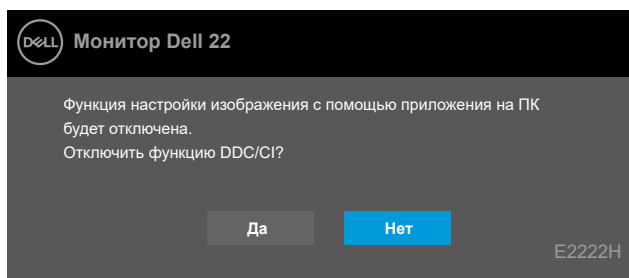 DELL Монитор Dell 22
Функция настройки изображения с помощью приложения на ПК
будет отключена.
Отключить функцию DDC/CI?
Да Нет
E2222H